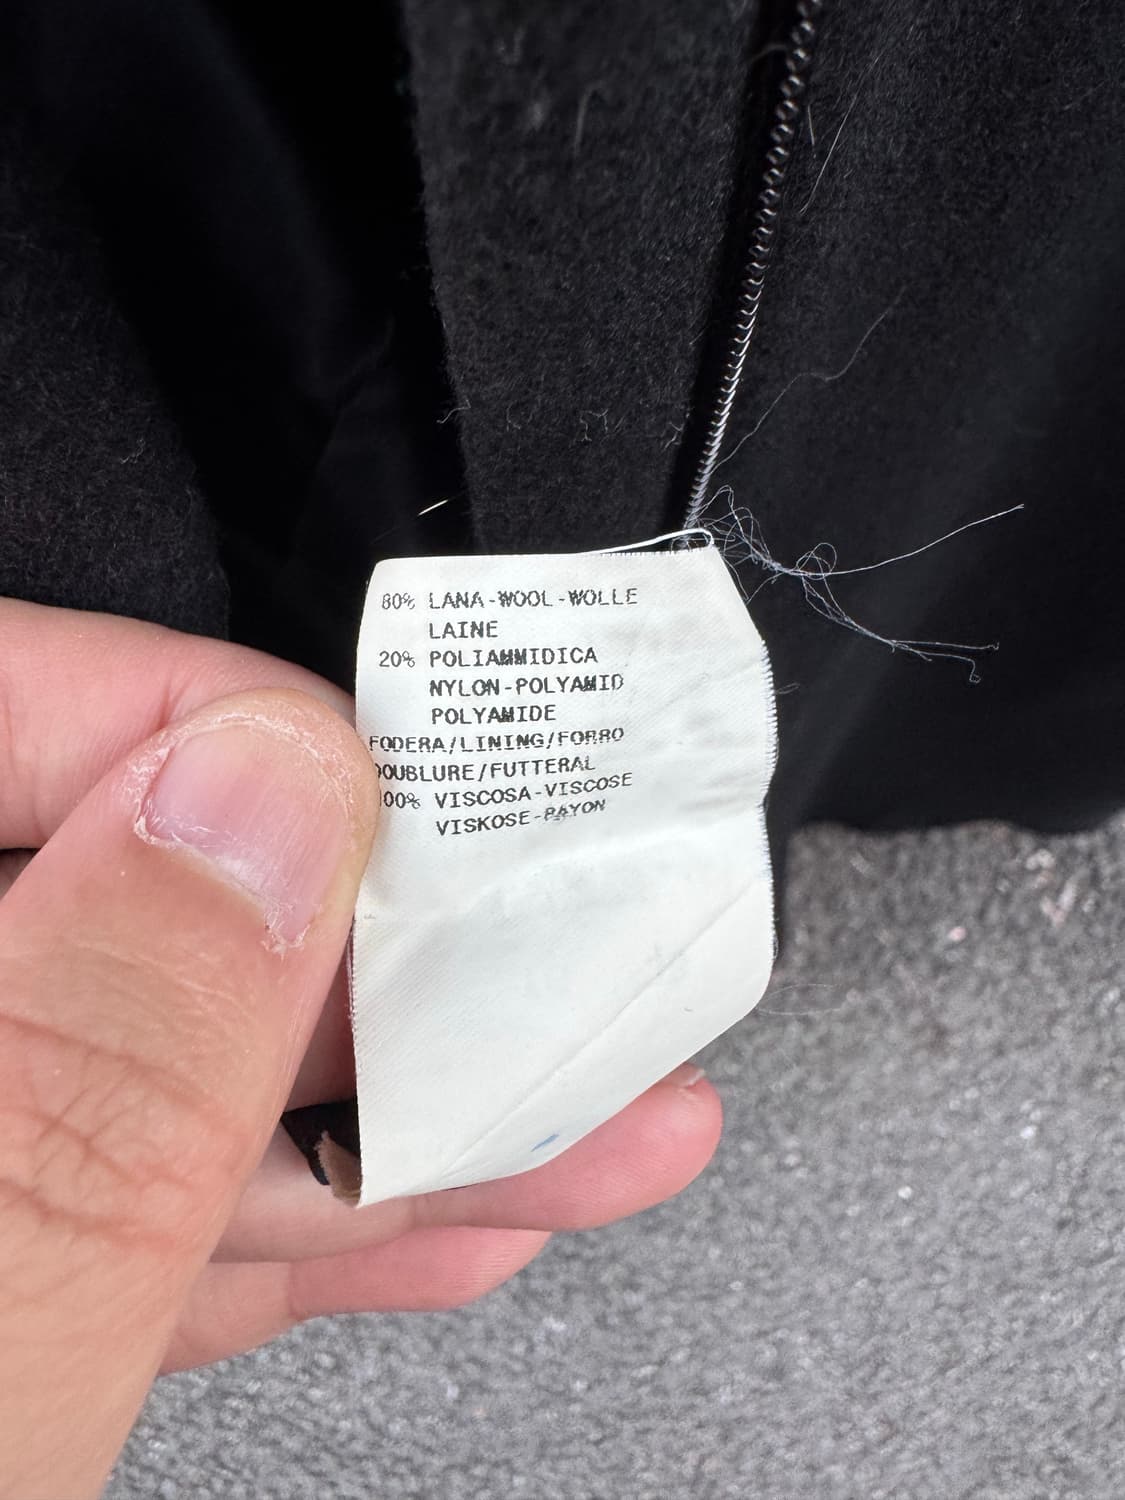 80% LANA-WOOL-WOLLE
LAINE
20% POLIAMMIDICA
NYLON-POLYAMID
POLYAMIDE
FODERA/LINING/FORRO
DOUBLURE/FUTTERAL
100% VISCOSA-VISCOSE
VISKOSE-RAYON